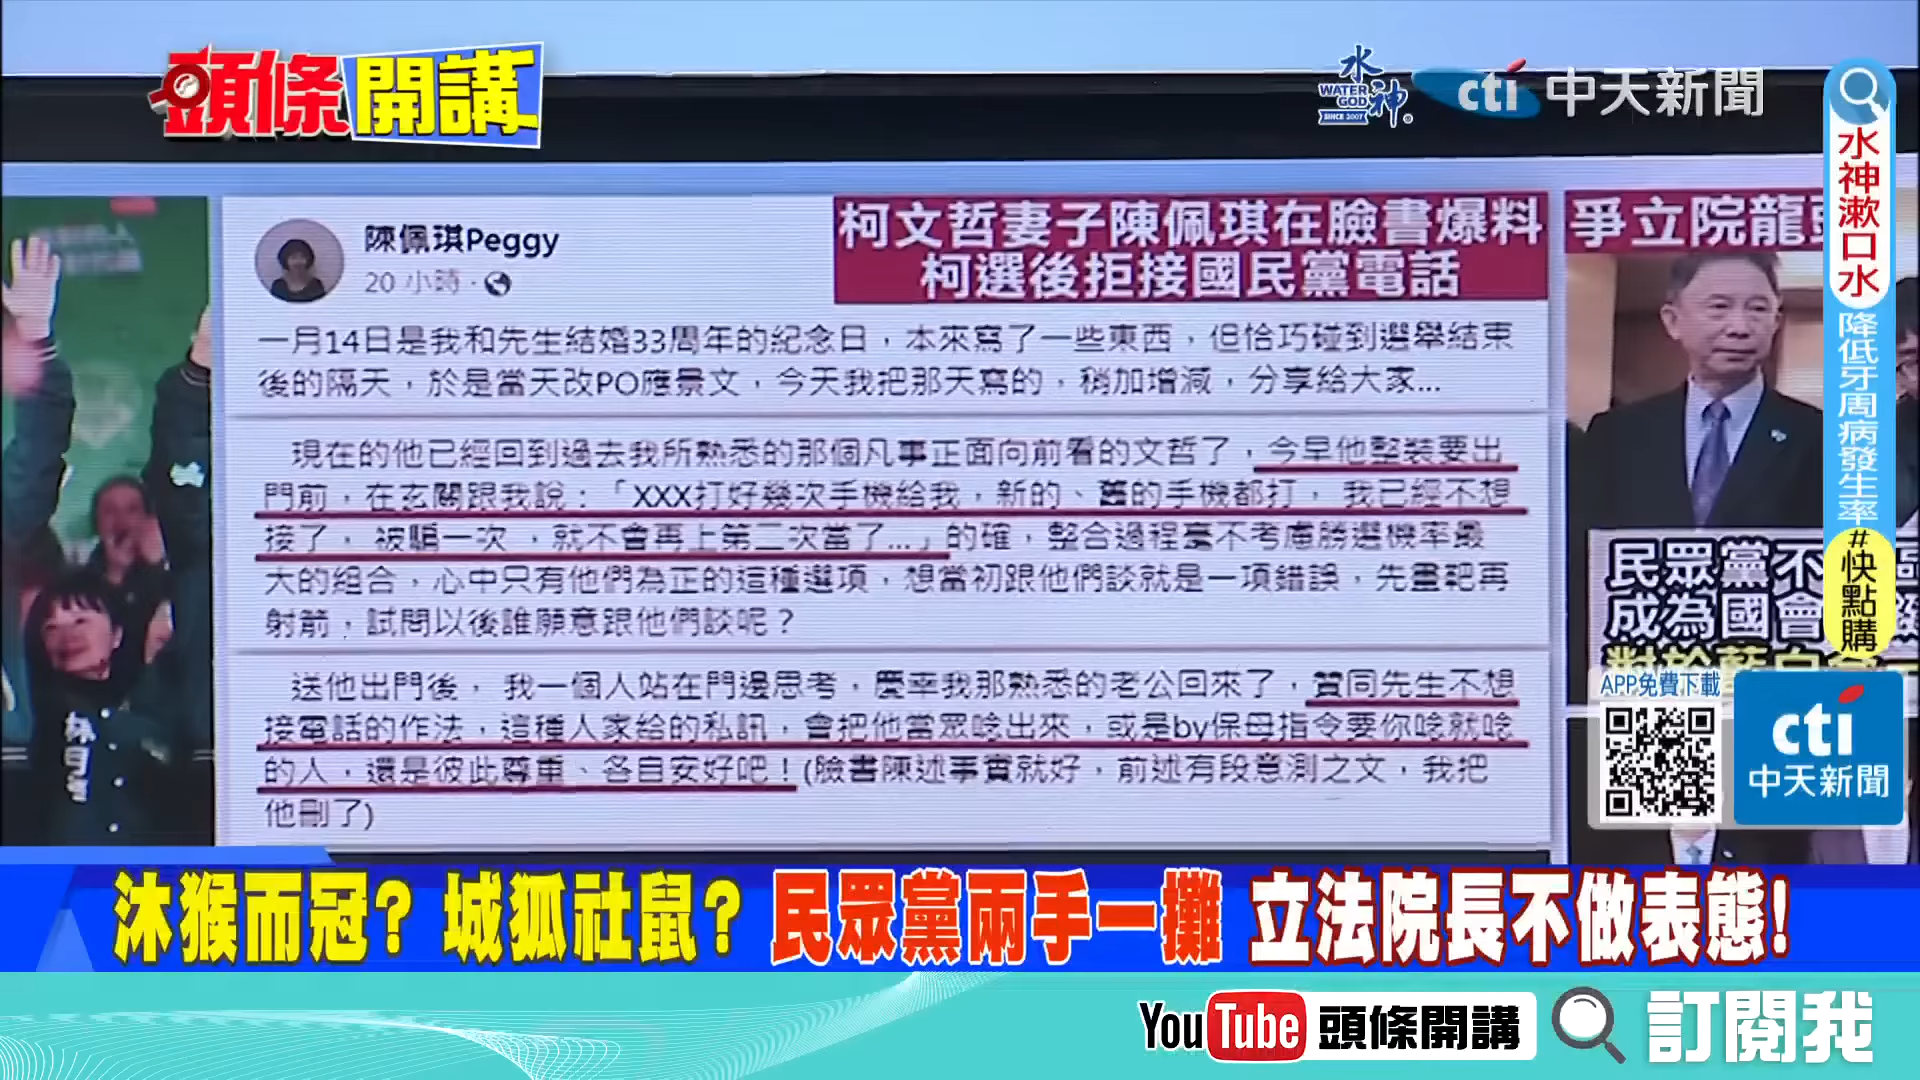 頭條開講
水神
WATER GOD
SINCE 2007
cti 中天新聞
陳佩琪Peggy
20 小時
柯文哲妻子陳佩琪在臉書爆料
柯選後拒接國民黨電話
一月14日是我和先生結婚33周年的紀念日，本來寫了一些東西，但恰巧碰到選舉結束
後的隔天，於是當天改PO應景文，今天我把那天寫的，稍加增減，分享給大家...
現在的他已經回到過去我所熟悉的那個凡事正面向前看的文哲了，今早他整裝要出
門前，在玄關跟我說：「XXX打好幾次手機給我，新的、舊的手機都打， 我已經不想
接了， 被騙一次 ，就不會再上第二次當了...」的確，整合過程毫不考慮勝選機率最
大的組合，心中只有他們為正的這種選項，想當初跟他們談就是一項錯誤，先畫靶再
射箭，試問以後誰願意跟他們談呢？
送他出門後， 我一個人站在門邊思考，慶幸我那熟悉的老公回來了，贊同先生不想
接電話的作法，這種人家給的私訊，會把他當眾唸出來，或是by保母指令要你唸就唸
的人，還是彼此尊重、各自安好吧！(臉書陳述事實就好，前述有段意測之文，我把
他刪了)
爭立院龍
民眾黨不
成為國會
水神漱口水
降低牙周病發生率
#快點購
APP免費下載
cti
中天新聞
沐猴而冠? 城狐社鼠? 民眾黨兩手一攤 立法院長不做表態!
YouTube 頭條開講
訂閱我